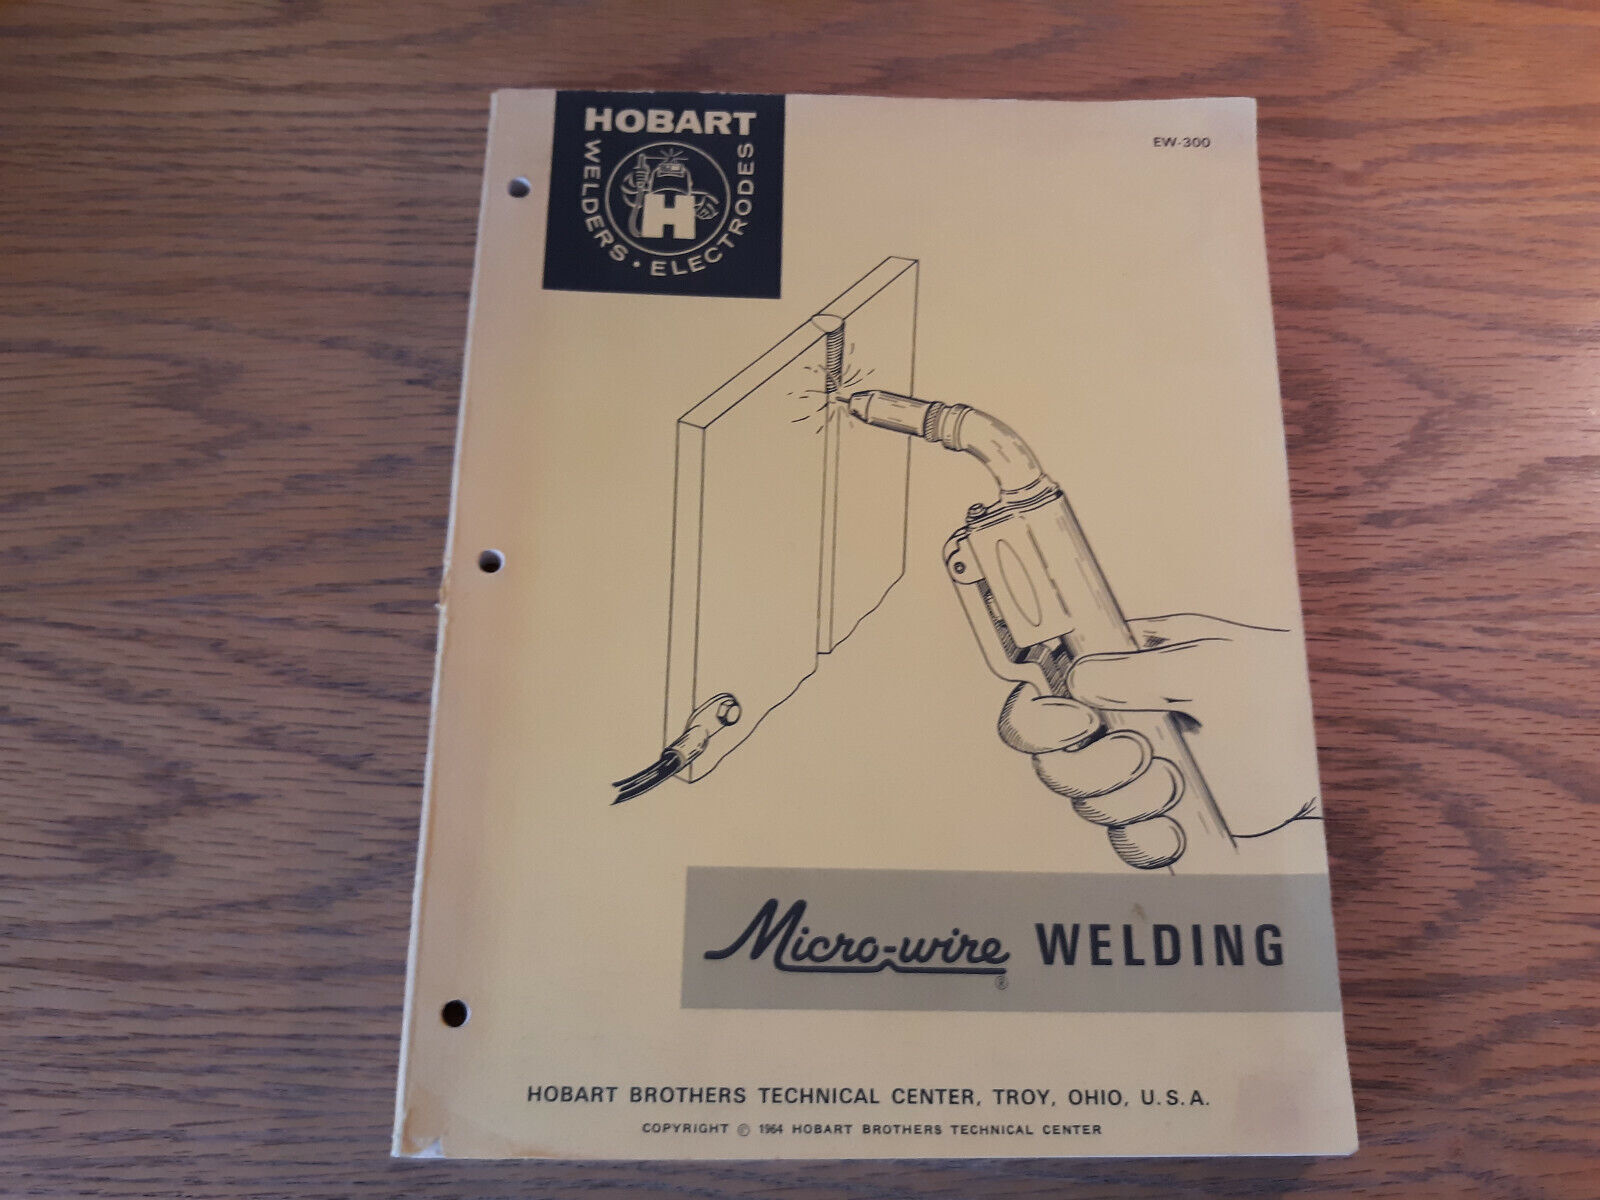 HOBART
WELDERS • ELECTRODES
H
EW-300
Micro-wire® WELDING
HOBART BROTHERS TECHNICAL CENTER, TROY, OHIO, U.S.A.
COPYRIGHT © 1964 HOBART BROTHERS TECHNICAL CENTER